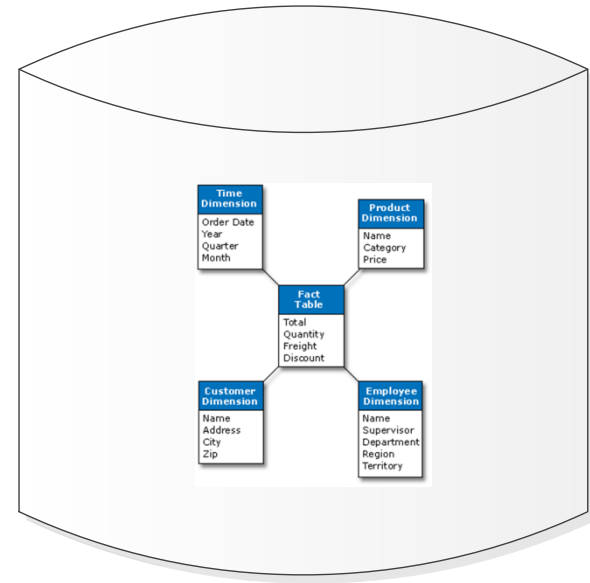 Time
Dimension
Order Date
Year
Quarter
Month
Product
Dimension
Name
Category
Price
Fact
Table
Total
Quantity
Freight
Discount
Customer
Dimension
Name
Address
City
Zip
Employee
Dimension
Name
Supervisor
Department
Region
Territory